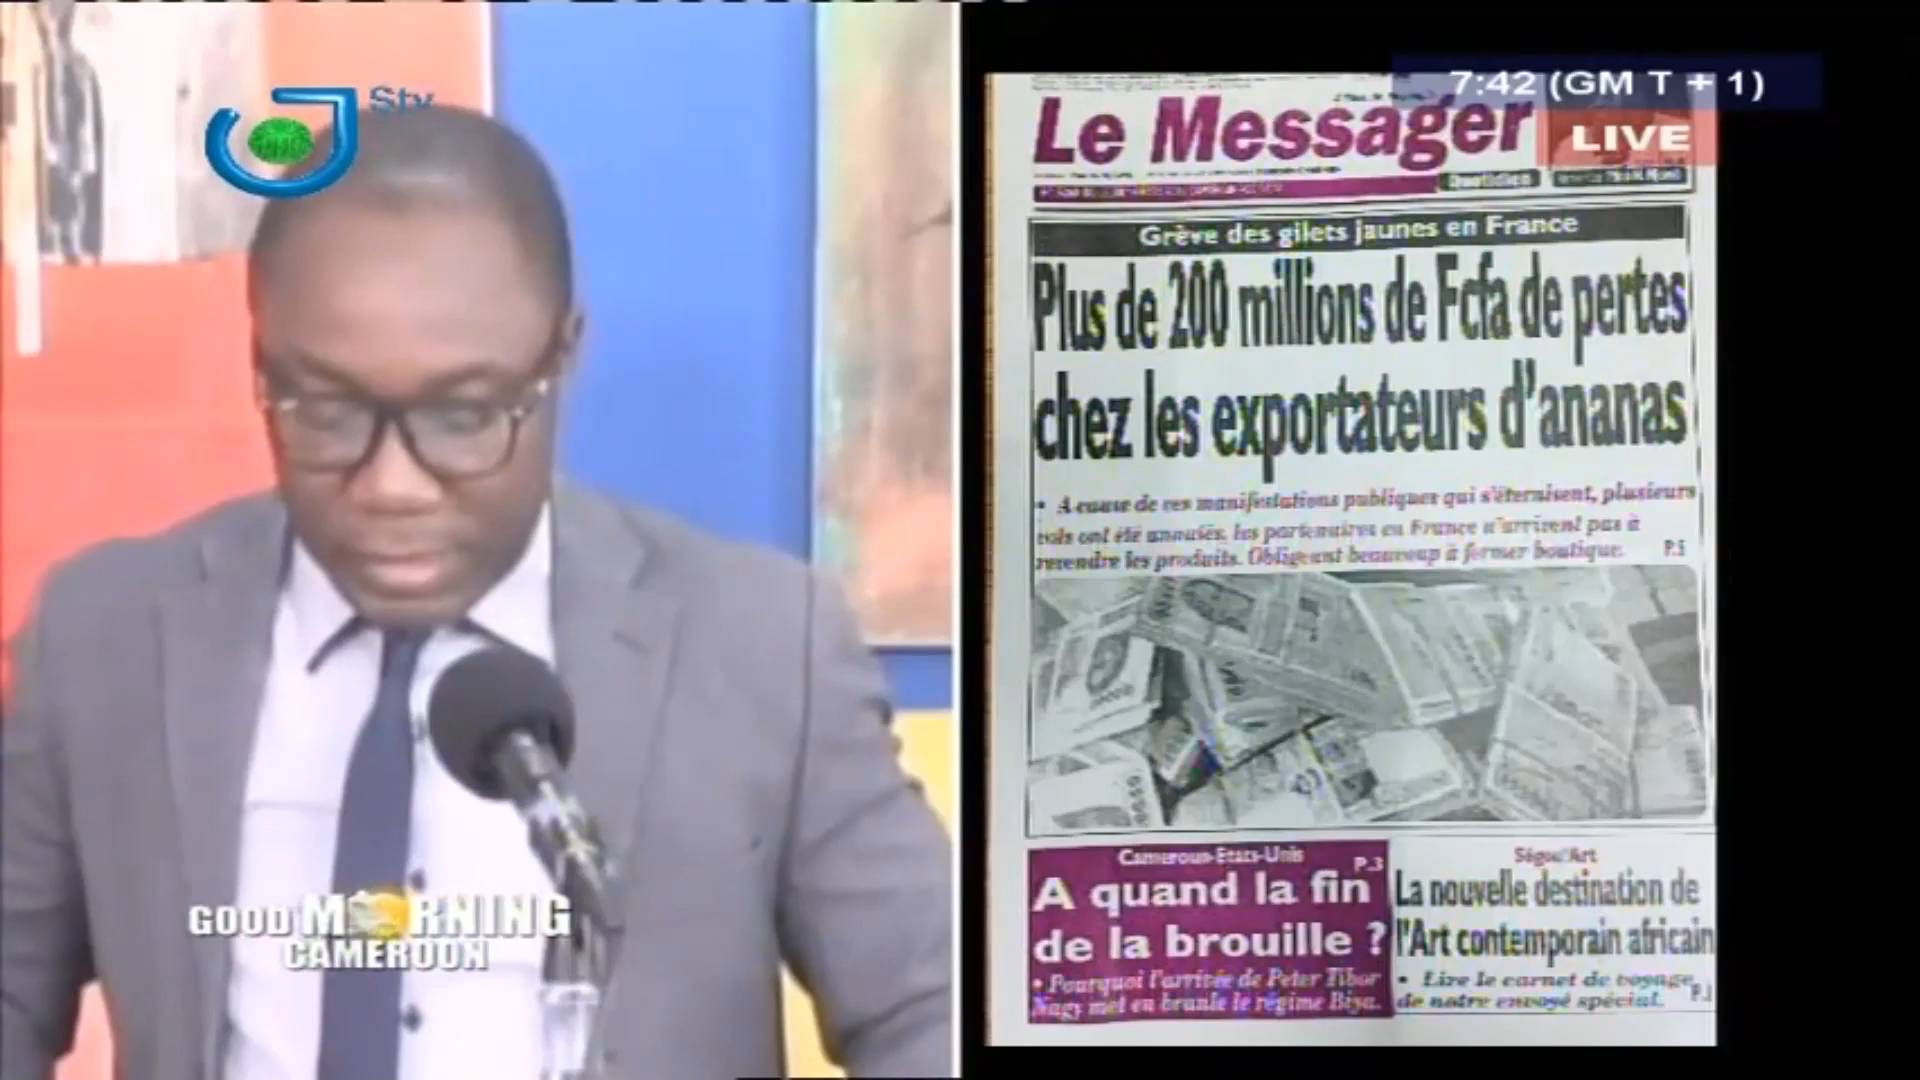 Stv
7:42 (GMT + 1)
LIVE
Le Messager
Quotidien
Grève des gilets jaunes en France
Plus de 200 millions de Fcfa de pertes
chez les exportateurs d'ananas
• A cause de ces manifestations publiques qui s'éternisent, plusieurs
vols ont été annulés, les partenaires en France n'arrivent pas à
revendre les produits. Obligeant beaucoup à fermer boutique. P.5
Cameroun-Etats-Unis
P.3
A quand la fin
de la brouille ?
• Pourquoi l'arrivée de Peter Tibor
Nagy met en branle le régime Biya.
Ségou'Art
La nouvelle destination de
l'Art contemporain africain
• Lire le carnet de voyage
de notre envoyé spécial.
GOOD MORNING
CAMEROON